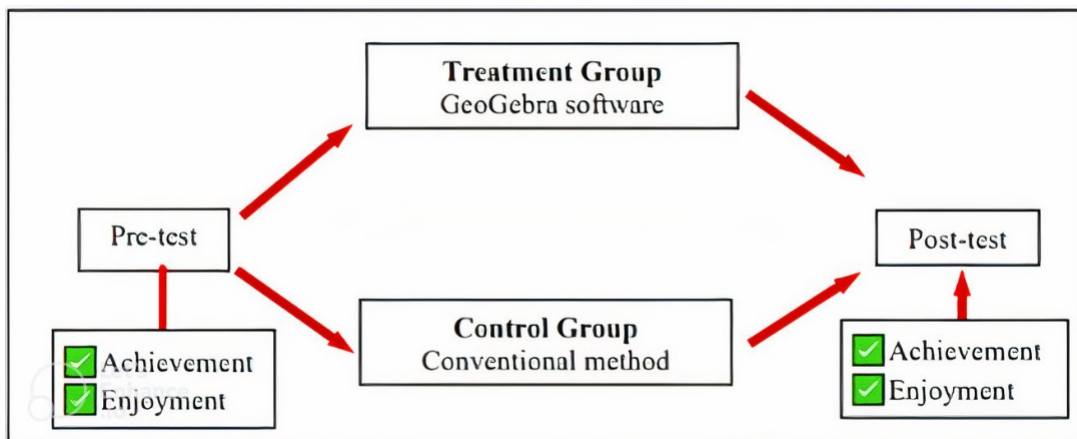 Treatment Group
GeoGebra software
Pre-test
Post-test
Control Group
Conventional method
Achievement
Enjoyment
Achievement
Enjoyment